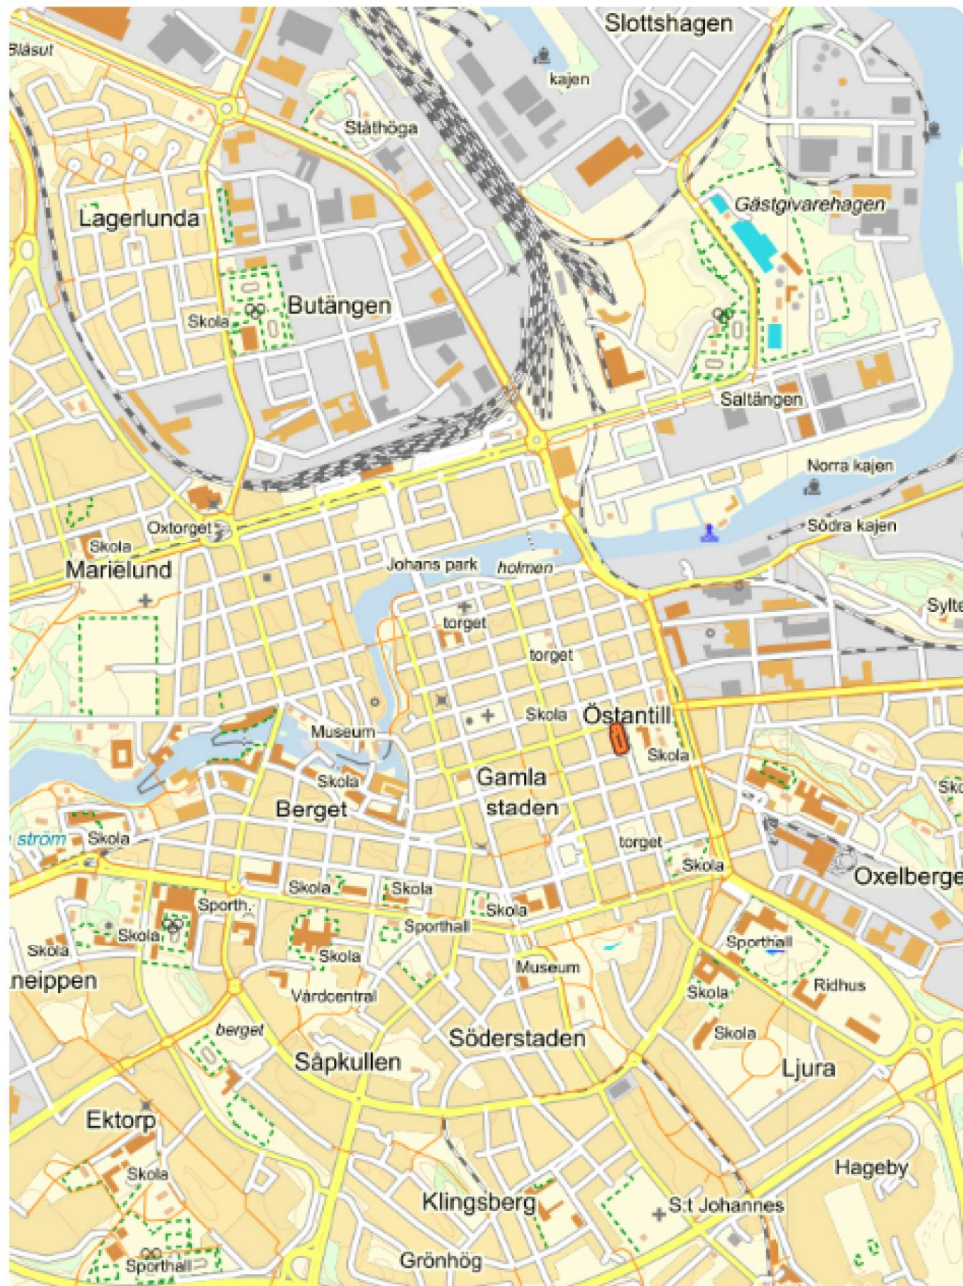 Slottshagen
Blåsut
kajen
Ståthöga
Lagerlunda
Gästgivarehagen
Butängen
Skola
Saltängen
Norra kajen
Oxtorget
Södra kajen
Skola
Marielund
Johans park
holmen
Sylte
torget
torget
Skola
Östantill
Museum
Skola
Skola
Gamla
staden
Berget
Sko
ström
Skola
torget
Skola
Oxelberge
Skola
Skola
Sporth.
Skola
Skola
Sporthall
Sporthall
Skola
Skola
Museum
neippen
Vårdcentral
Skola
Ridhus
berget
Söderstaden
Skola
Såpkullen
Ljura
Ektorp
Skola
Hageby
Klingsberg
S:t Johannes
Sporthall
Grönhög